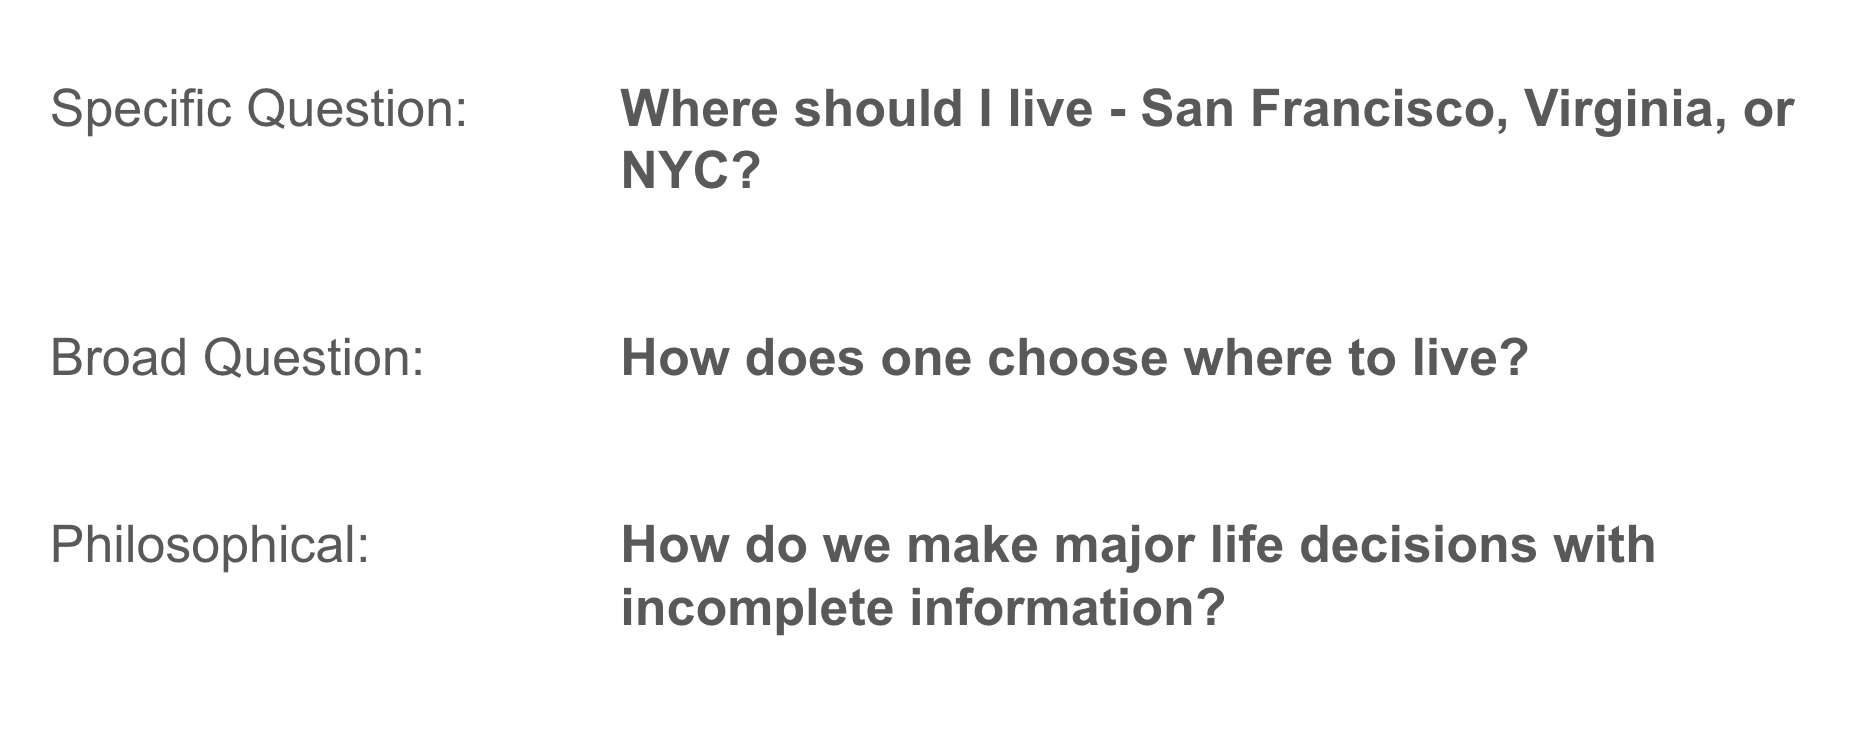 Specific Question: Where should I live - San Francisco, Virginia, or
NYC?
Broad Question: How does one choose where to live?
Philosophical: How do we make major life decisions with
incomplete information?